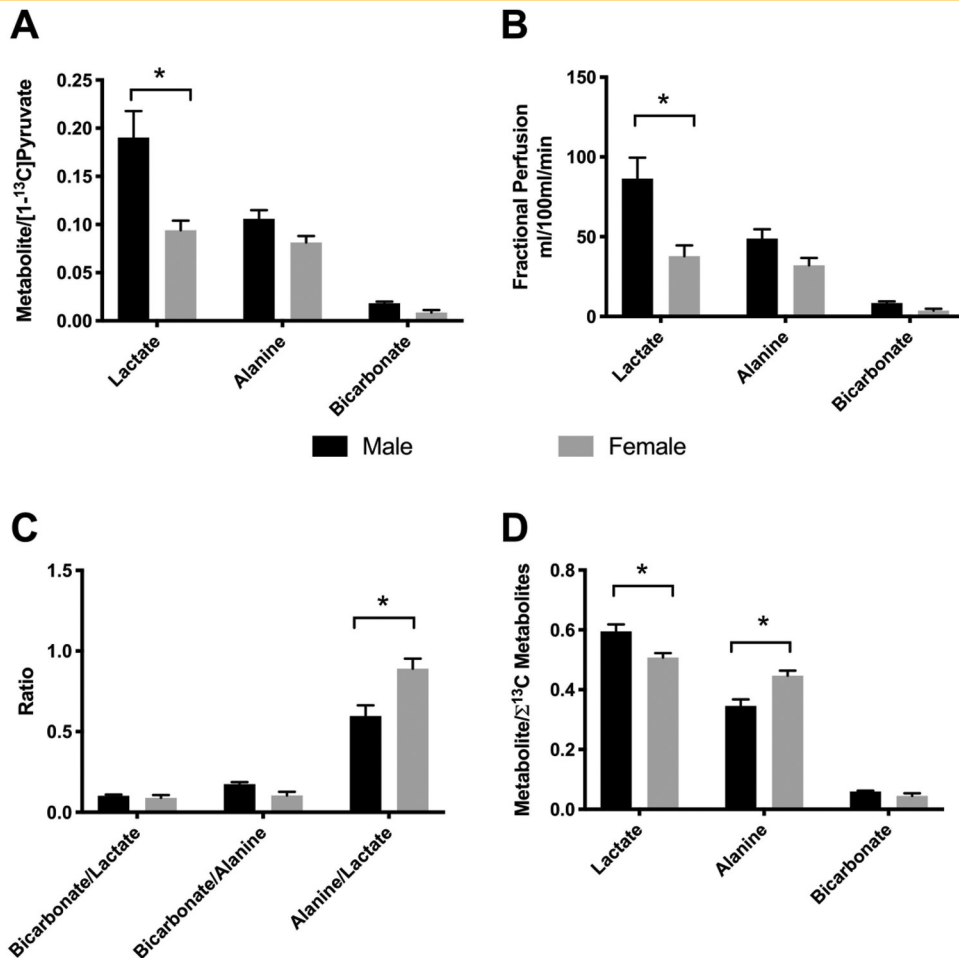 A
Metabolite/[1-¹³C]Pyruvate
0.25
0.20
0.15
0.10
0.05
0.00
*
Lactate
Alanine
Bicarbonate
B
Fractional Perfusion
ml/100ml/min
150
100
50
0
*
Lactate
Alanine
Bicarbonate
Male
Female
C
Ratio
1.5
1.0
0.5
0.0
*
Bicarbonate/Lactate
Bicarbonate/Alanine
Alanine/Lactate
D
Metabolite/Σ¹³C Metabolites
0.8
0.6
0.4
0.2
0.0
*
*
Lactate
Alanine
Bicarbonate